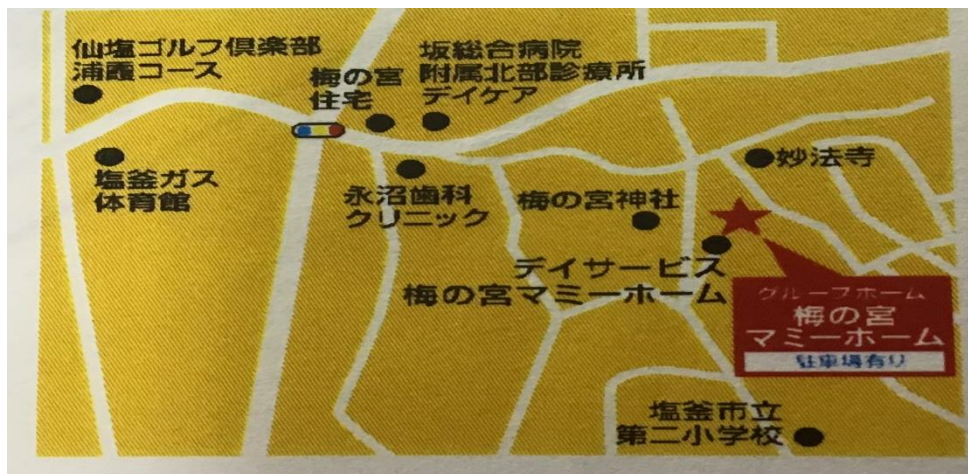 仙塩ゴルフ倶楽部
浦霞コース
梅の宮
住宅
坂総合病院
附属北部診療所
デイケア
塩釜ガス
体育館
永沼歯科
クリニック
梅の宮神社
妙法寺
デイサービス
梅の宮マミーホーム
グループホーム
梅の宮
マミーホーム
駐車場有り
塩釜市立
第二小学校